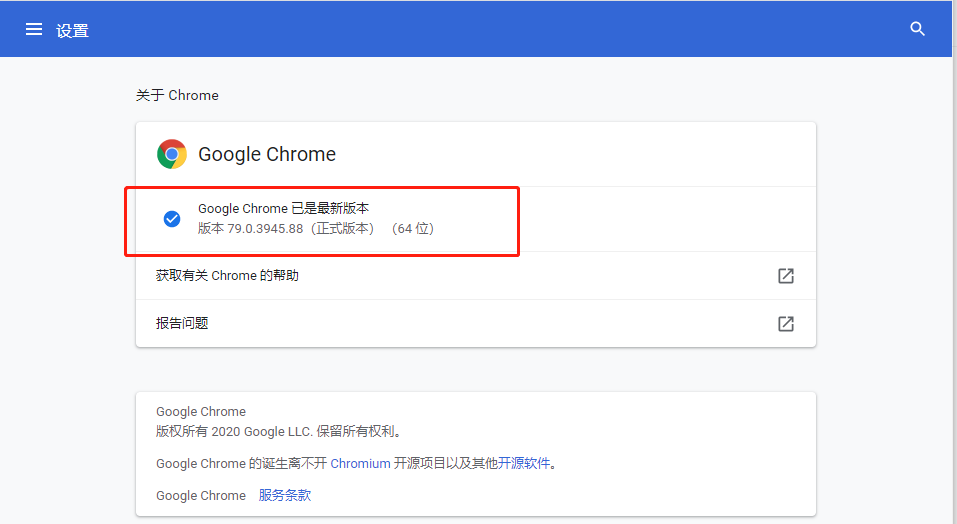 设置
关于 Chrome
Google Chrome
Google Chrome 已是最新版本
版本 79.0.3945.88（正式版本） （64 位）
获取有关 Chrome 的帮助
报告问题
Google Chrome
版权所有 2020 Google LLC. 保留所有权利。
Google Chrome 的诞生离不开 Chromium 开源项目以及其他开源软件。
Google Chrome 服务条款